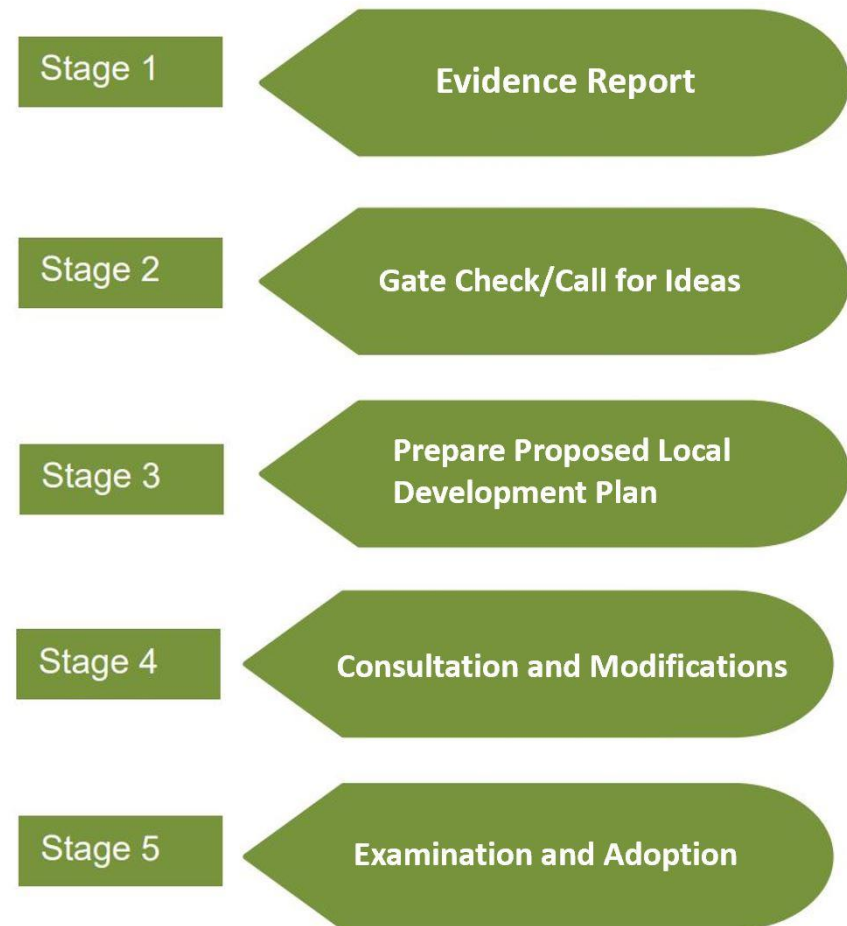 Stage 1
Evidence Report
Stage 2
Gate Check/Call for Ideas
Stage 3
Prepare Proposed Local
Development Plan
Stage 4
Consultation and Modifications
Stage 5
Examination and Adoption